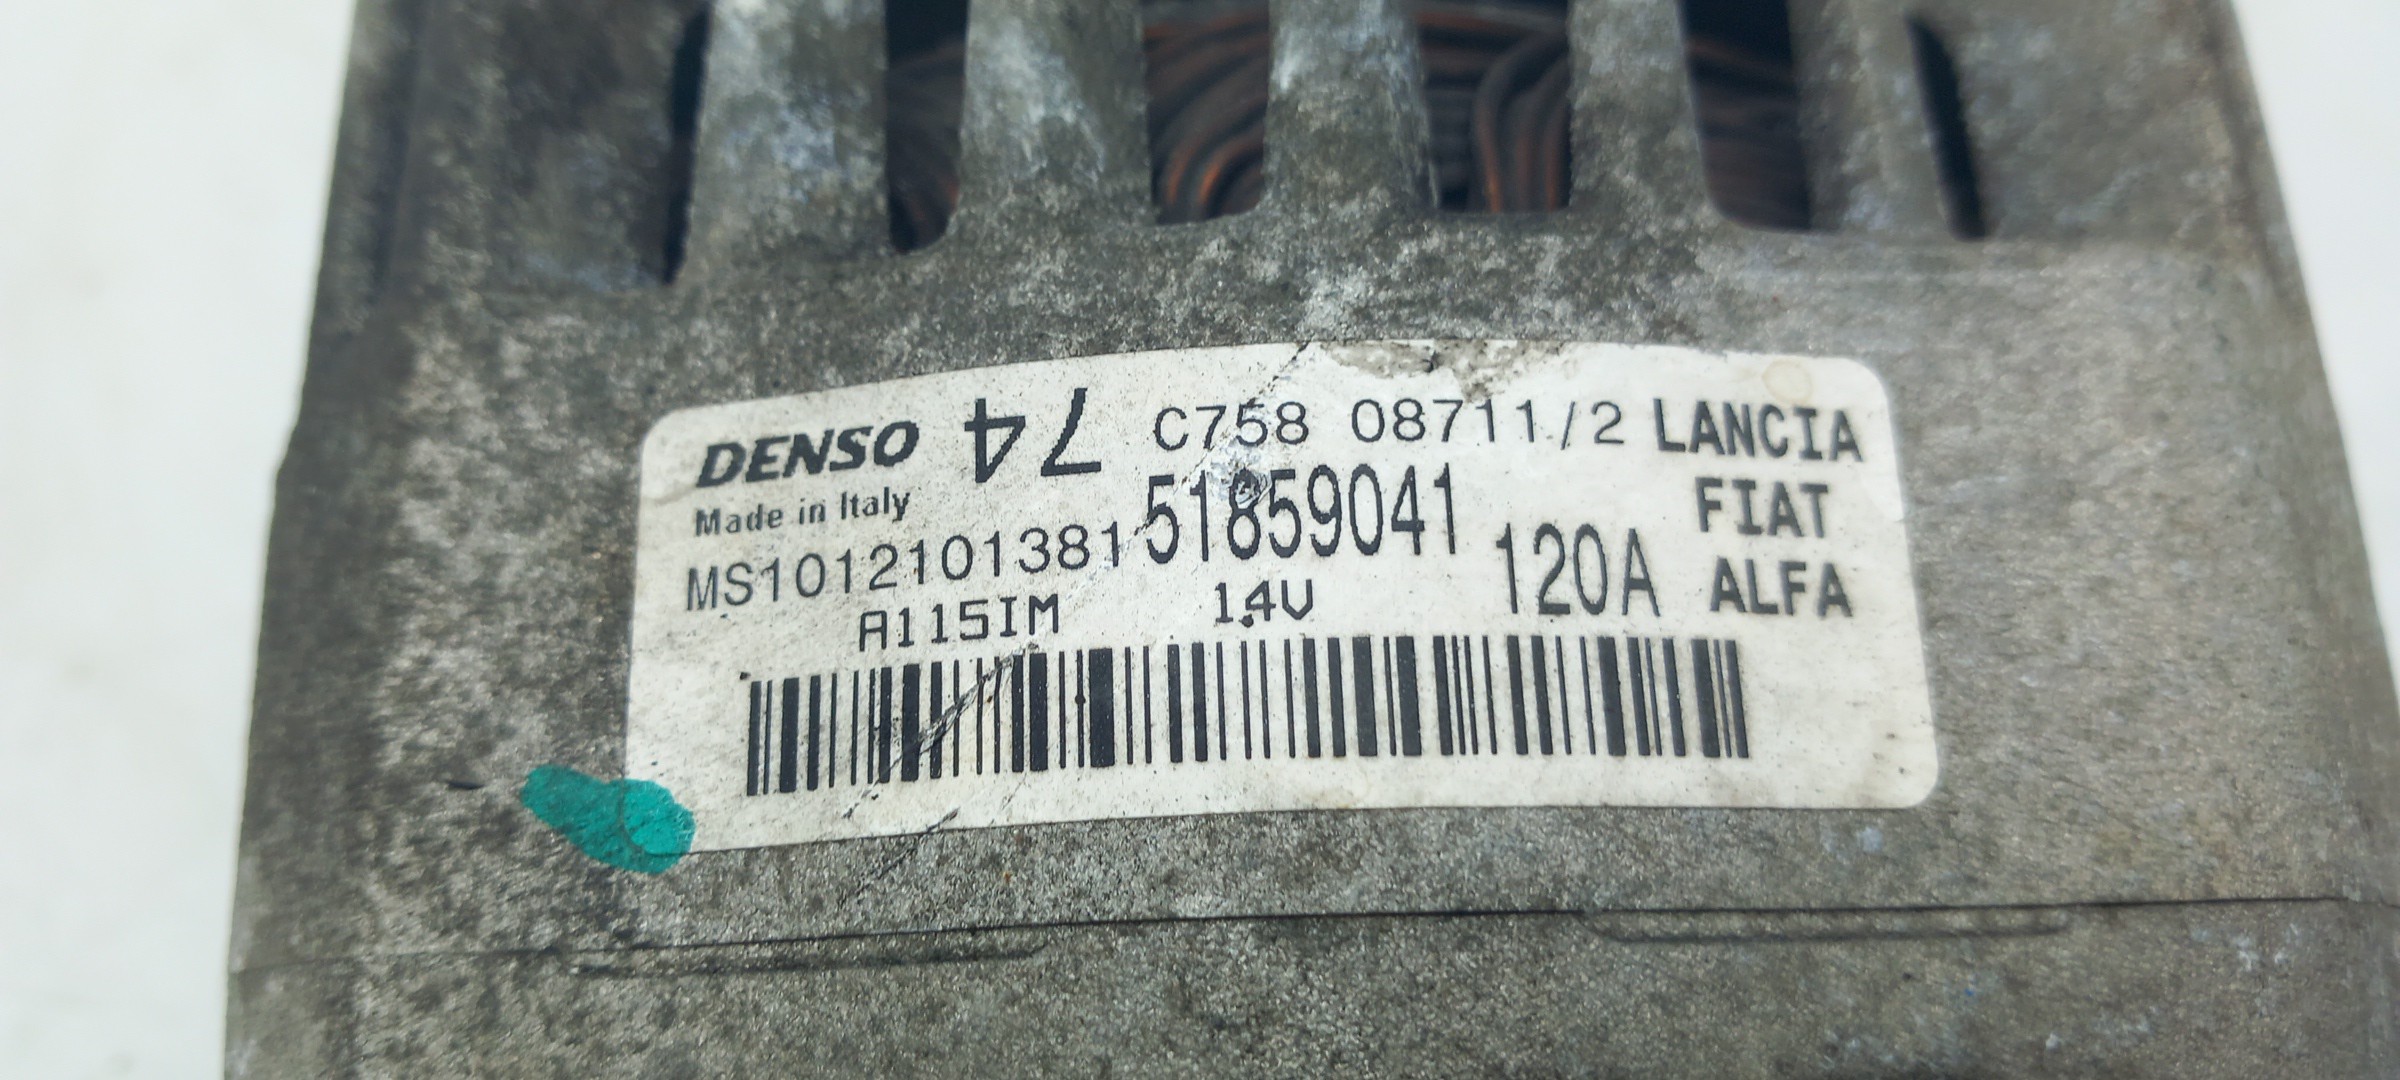 DENSO 74 C758 08711/2 LANCIA
Made in Italy 51859041 FIAT
MS1012101381 120A ALFA
A115IM 14V